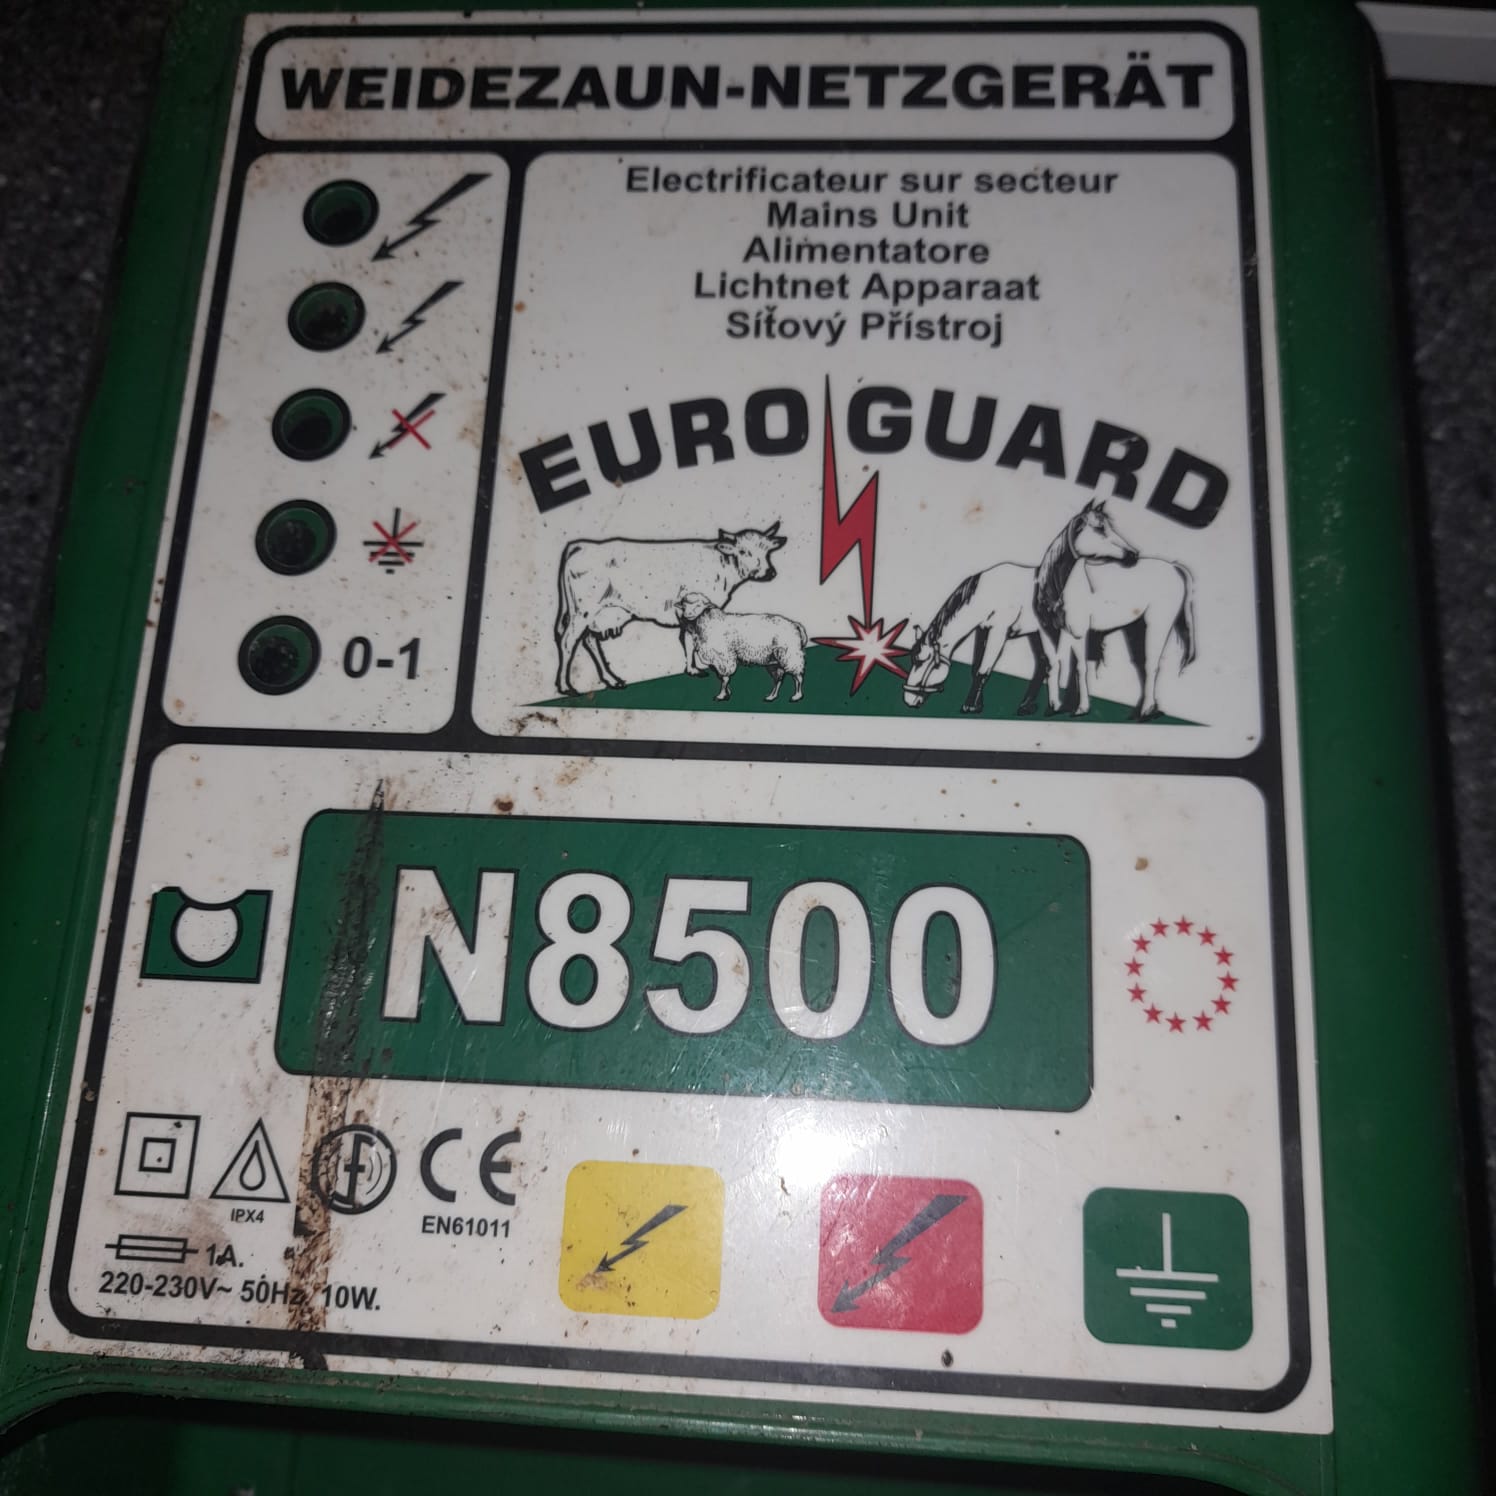 WEIDEZAUN-NETZGERÄT
Electrificateur sur secteur
Mains Unit
Alimentatore
Lichtnet Apparaat
Síťový Přístroj
EURO GUARD
0-1
N8500
IPX4
CE
EN61011
1A.
220-230V~ 50Hz, 10W.